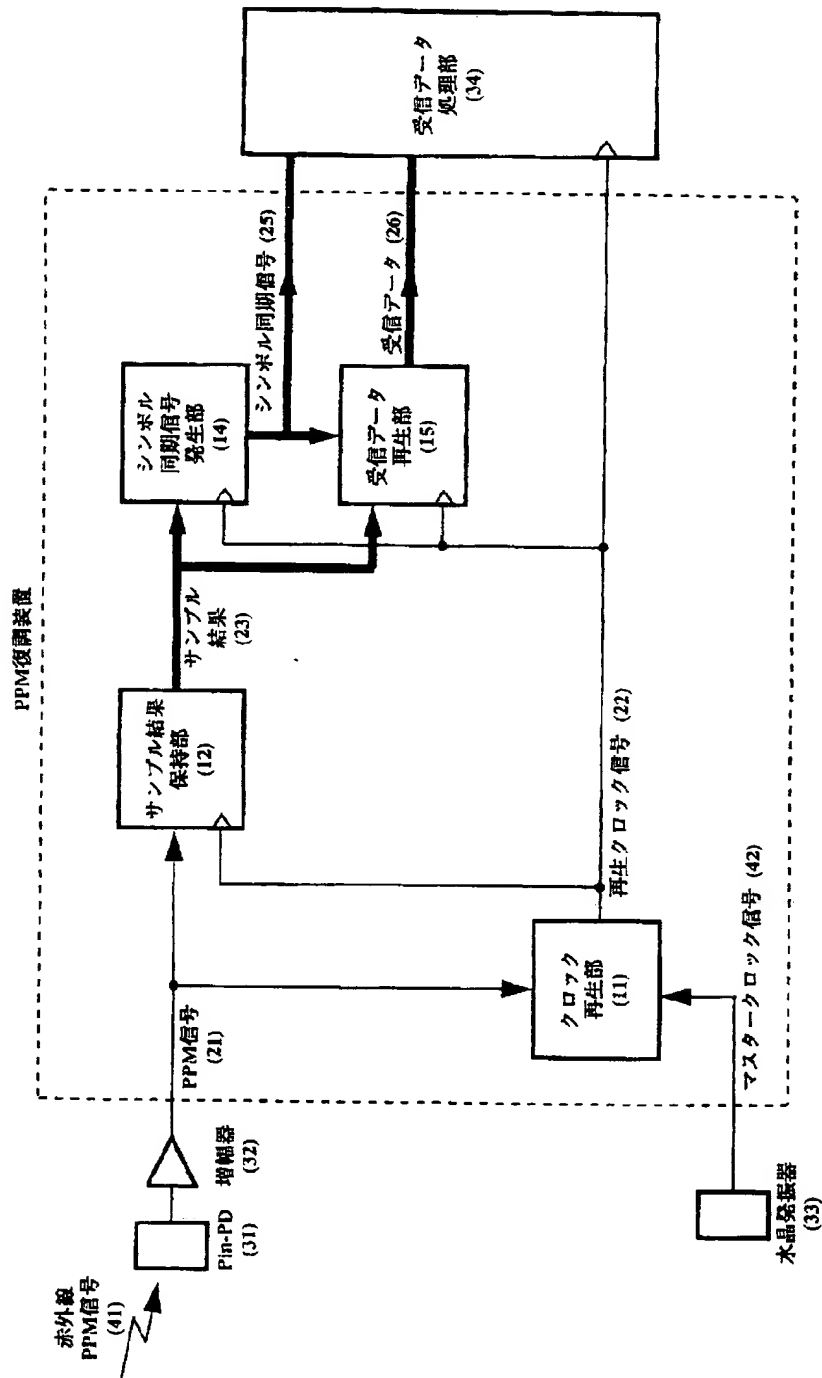 PPM復調装置
赤外線
PPM信号
(41)
Pin-PD
(31)
増幅器
(32)
PPM信号
(21)
サンプル結果
保持部
(12)
サンプル
結果
(23)
シンボル
同期信号
発生部
(14)
シンボル同期信号 (25)
受信データ
再生部
(15)
受信データ (26)
受信データ
処理部
(34)
クロック
再生部
(11)
再生クロック信号 (22)
マスタークロック信号 (42)
水晶発振器
(33)